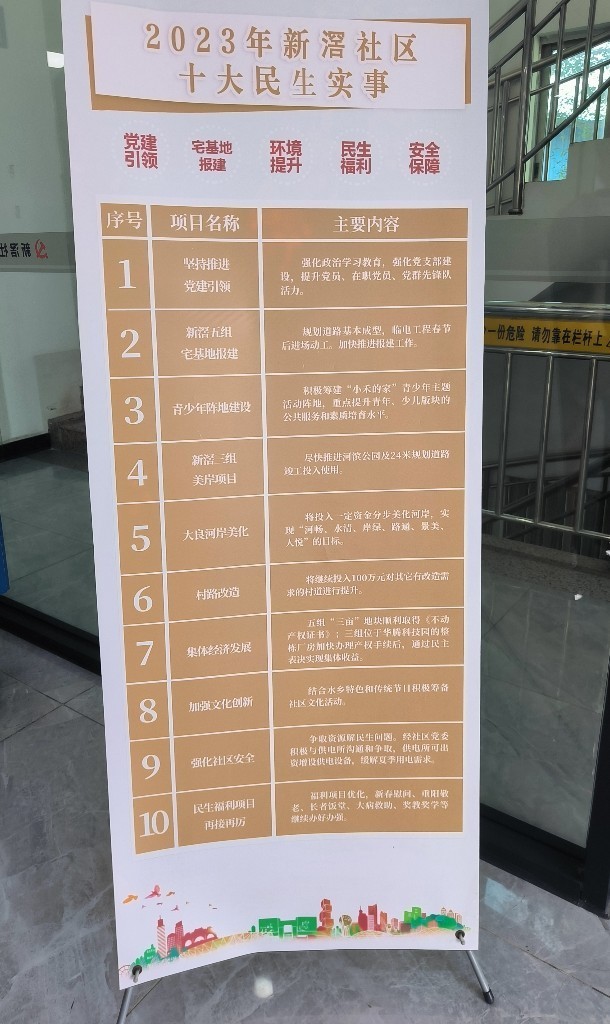 2023年新滘社区
十大民生实事
党建
引领
宅基地
报建
环境
提升
民生
福利
安全
保障
序号 项目名称 主要内容
1 坚持推进
党建引领
强化政治学习教育，强化党支部建
设，提升党员、在职党员、党群先锋队
活力。
2 新滘五组
宅基地报建
规划道路基本成型，临电工程春节
后进场动工。加快推进报建工作。
3 青少年阵地建设
积极筹建“小禾的家”青少年主题
活动阵地，重点提升青年、少儿版块的
公共服务和素质培育水平。
4 新滘三组
美岸项目
尽快推进河滨公园及24米规划道路
竣工投入使用。
5 大良河岸美化
将投入一定资金分步美化河岸，实
现“河畅、水清、岸绿、路通、景美、
人悦”的目标。
6 村路改造
将继续投入100万元对其它有改造需
求的村道进行提升。
7 集体经济发展
五组“三亩”地块顺利取得《不动
产权证书》；三组位于华腾科技园的整
栋厂房加快办理产权手续后，通过民主
表决实现集体收益。
8 加强文化创新
结合水乡特色和传统节日积极筹备
社区文化活动。
9 强化社区安全
争取资源解民生问题，经社区党委
积极与供电所沟通和争取，供电所可出
资增设供电设备，缓解夏季用电需求。
10 民生福利项目
再接再厉
福利项目优化，新春慰问、重阳敬
老、长者饭堂、大病救助、奖教奖学等
继续办好办强。
一份危险 请勿靠在栏杆上
新滘社